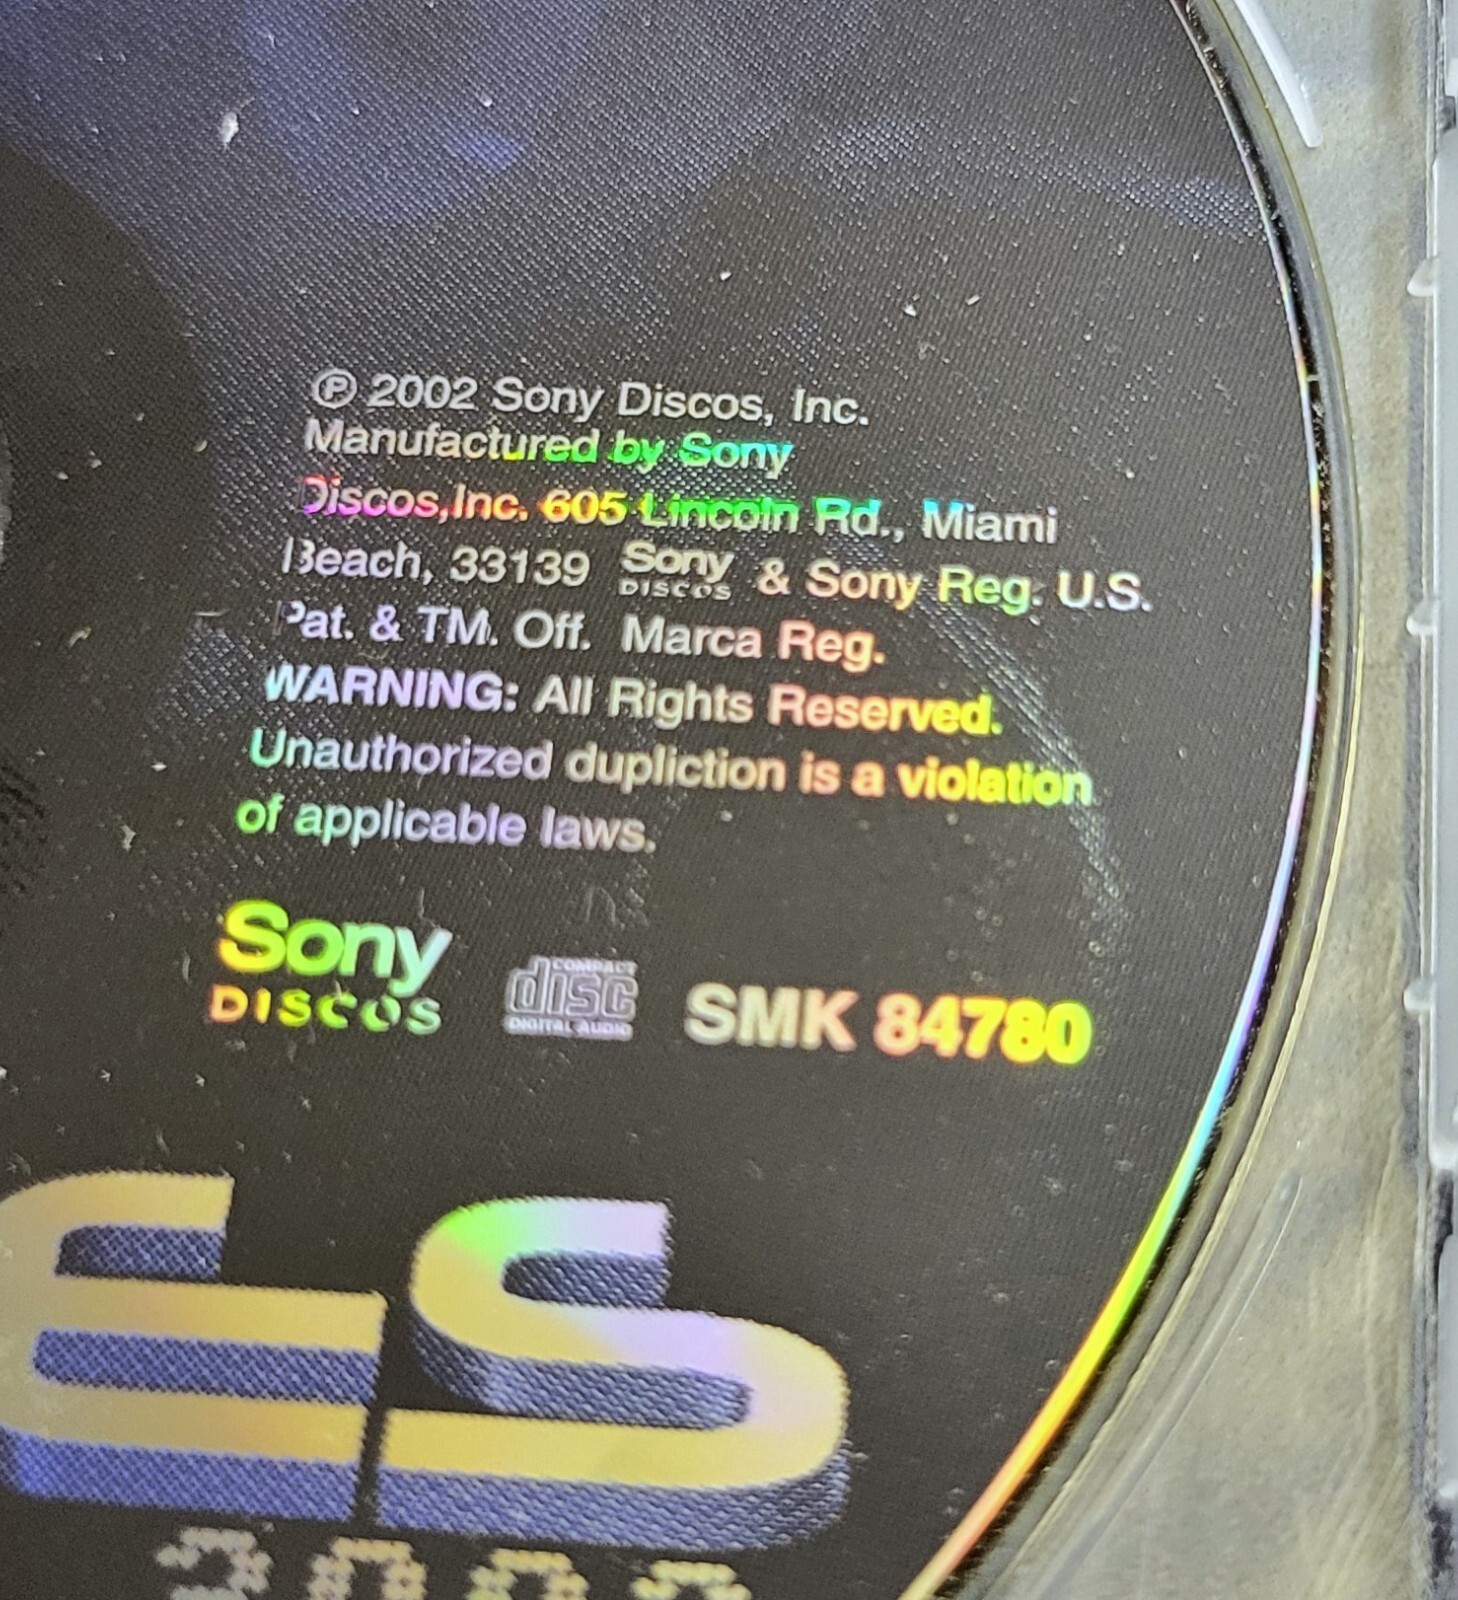 ℗ 2002 Sony Discos, Inc.
Manufactured by Sony
Discos,Inc. 605 Lincoln Rd., Miami
Beach, 33139 Sony DISCOS & Sony Reg. U.S.
Pat. & TM. Off. Marca Reg.
WARNING: All Rights Reserved.
Unauthorized dupliction is a violation
of applicable laws.
Sony
DISCOS
COMPACT
disc
DIGITAL AUDIO
SMK 84780
ES